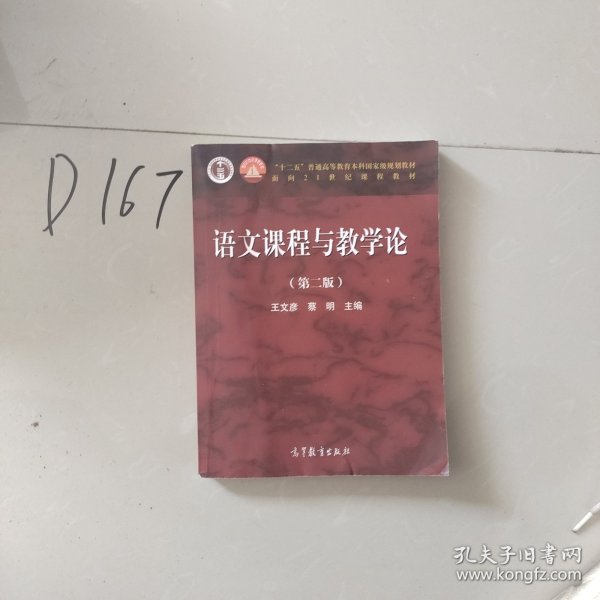 D167
"十二五"普通高等教育本科国家级规划教材
面向21世纪课程教材
语文课程与教学论
（第二版）
王文彦 蔡明 主编
高等教育出版社
孔夫子旧书网
www.kongfz.com